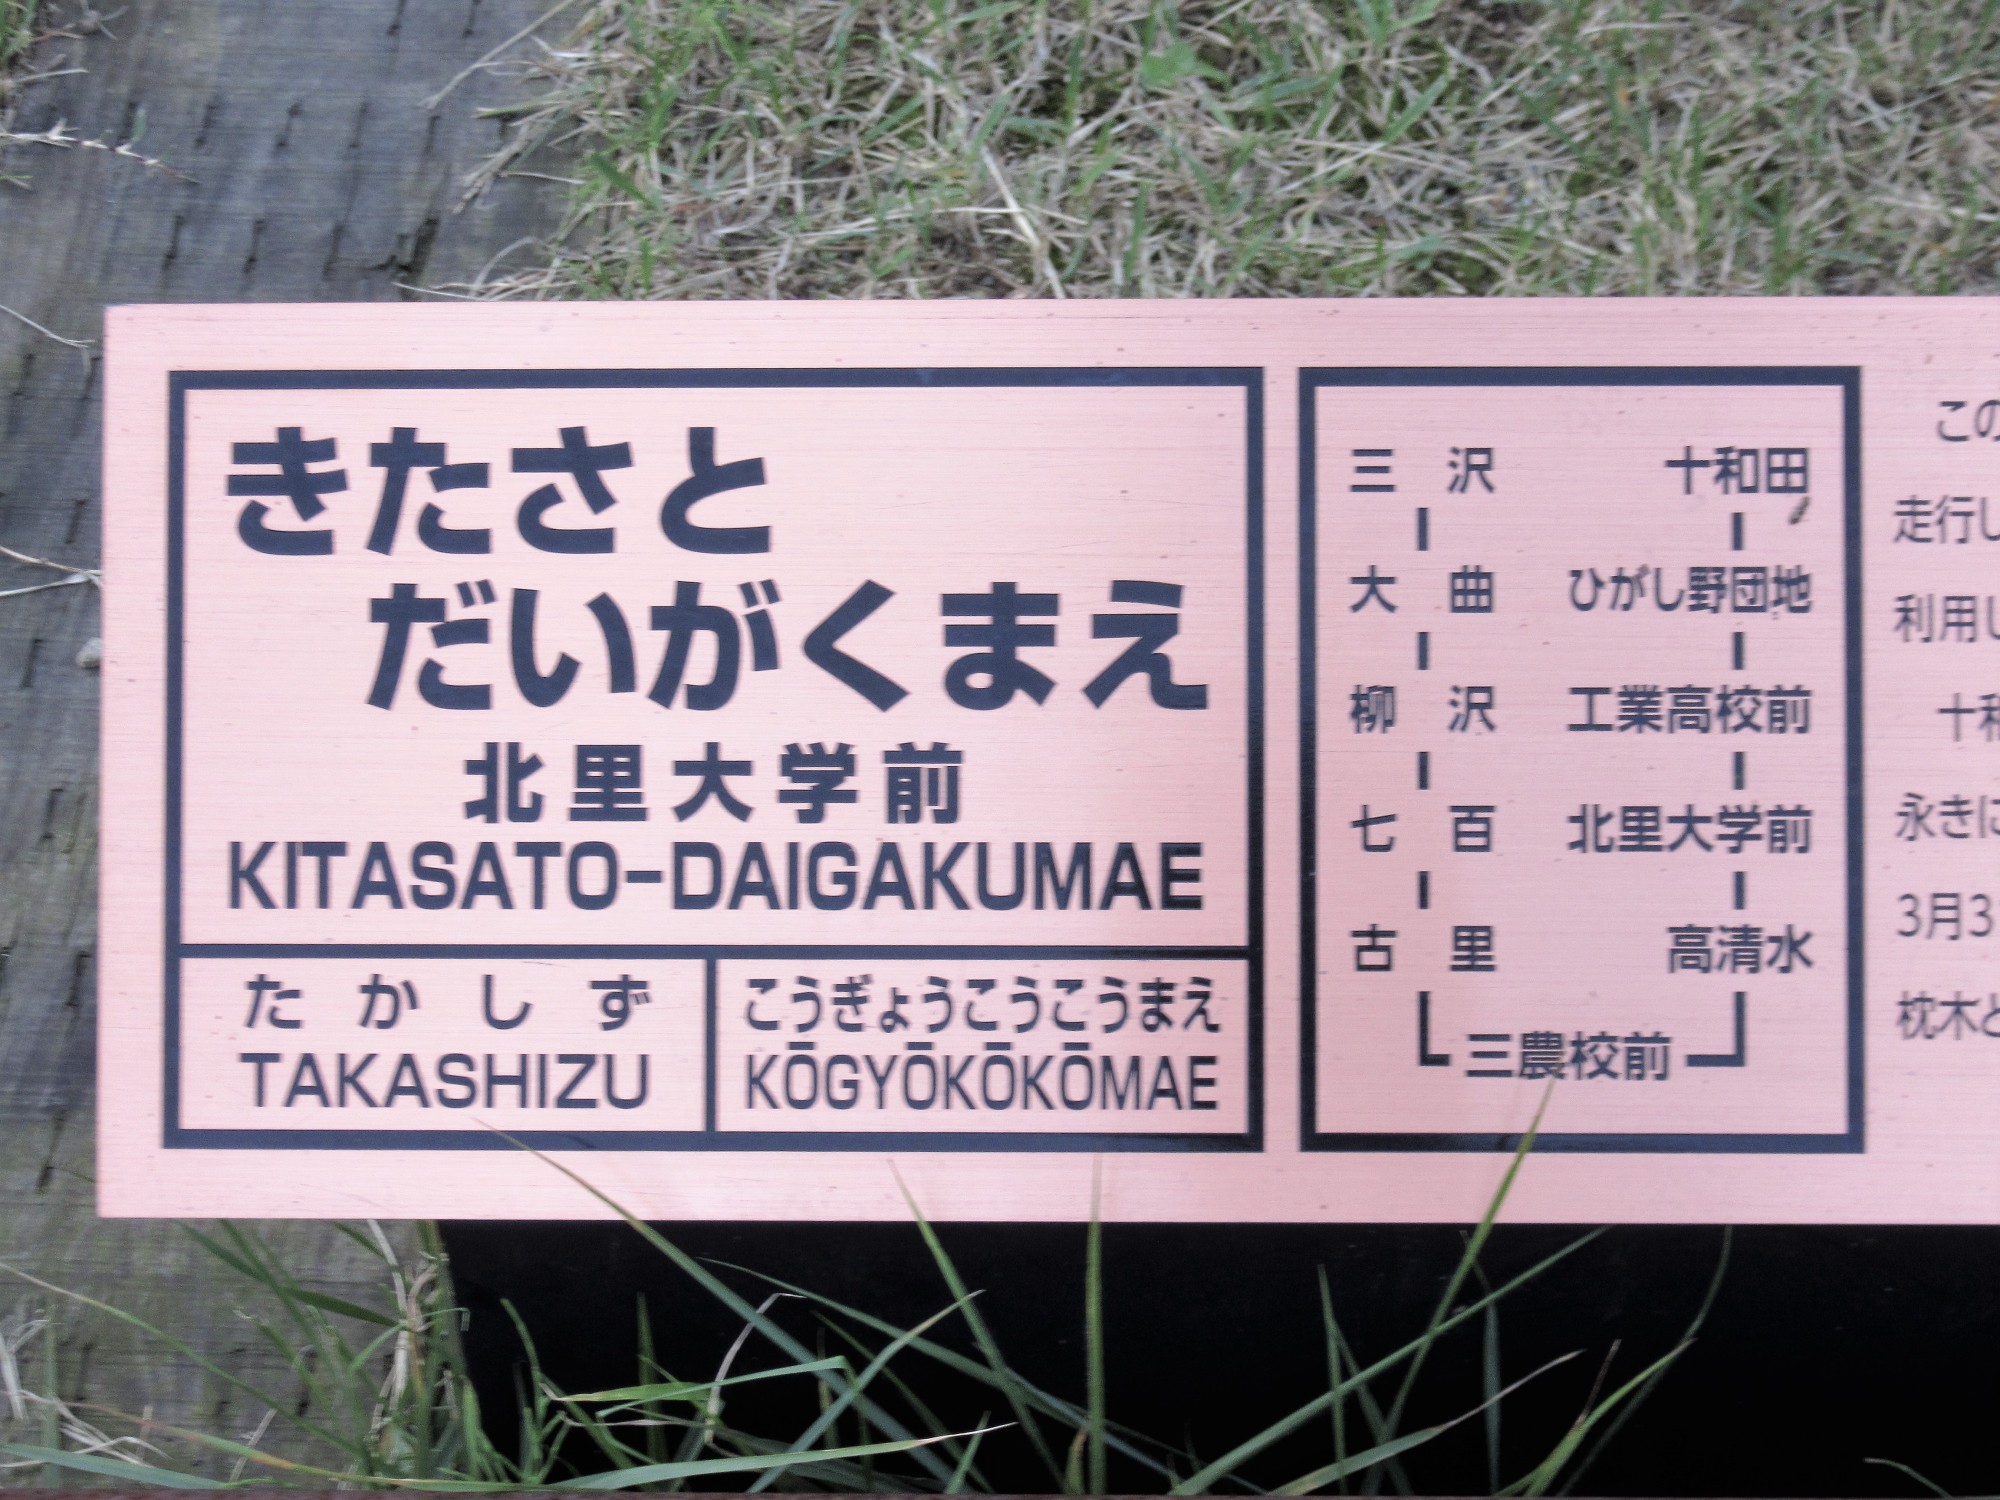 きたさと
だいがくまえ
北里大学前
KITASATO-DAIGAKUMAE
たかしず
TAKASHIZU
こうぎょうこうこうまえ
KŌGYŌKŌKŌMAE
三沢 十和田
大曲 ひがし野団地
柳沢 工業高校前
七百 北里大学前
古里 高清水
三農校前
この
走行し
利用し
十和
永きに
3月3
枕木と